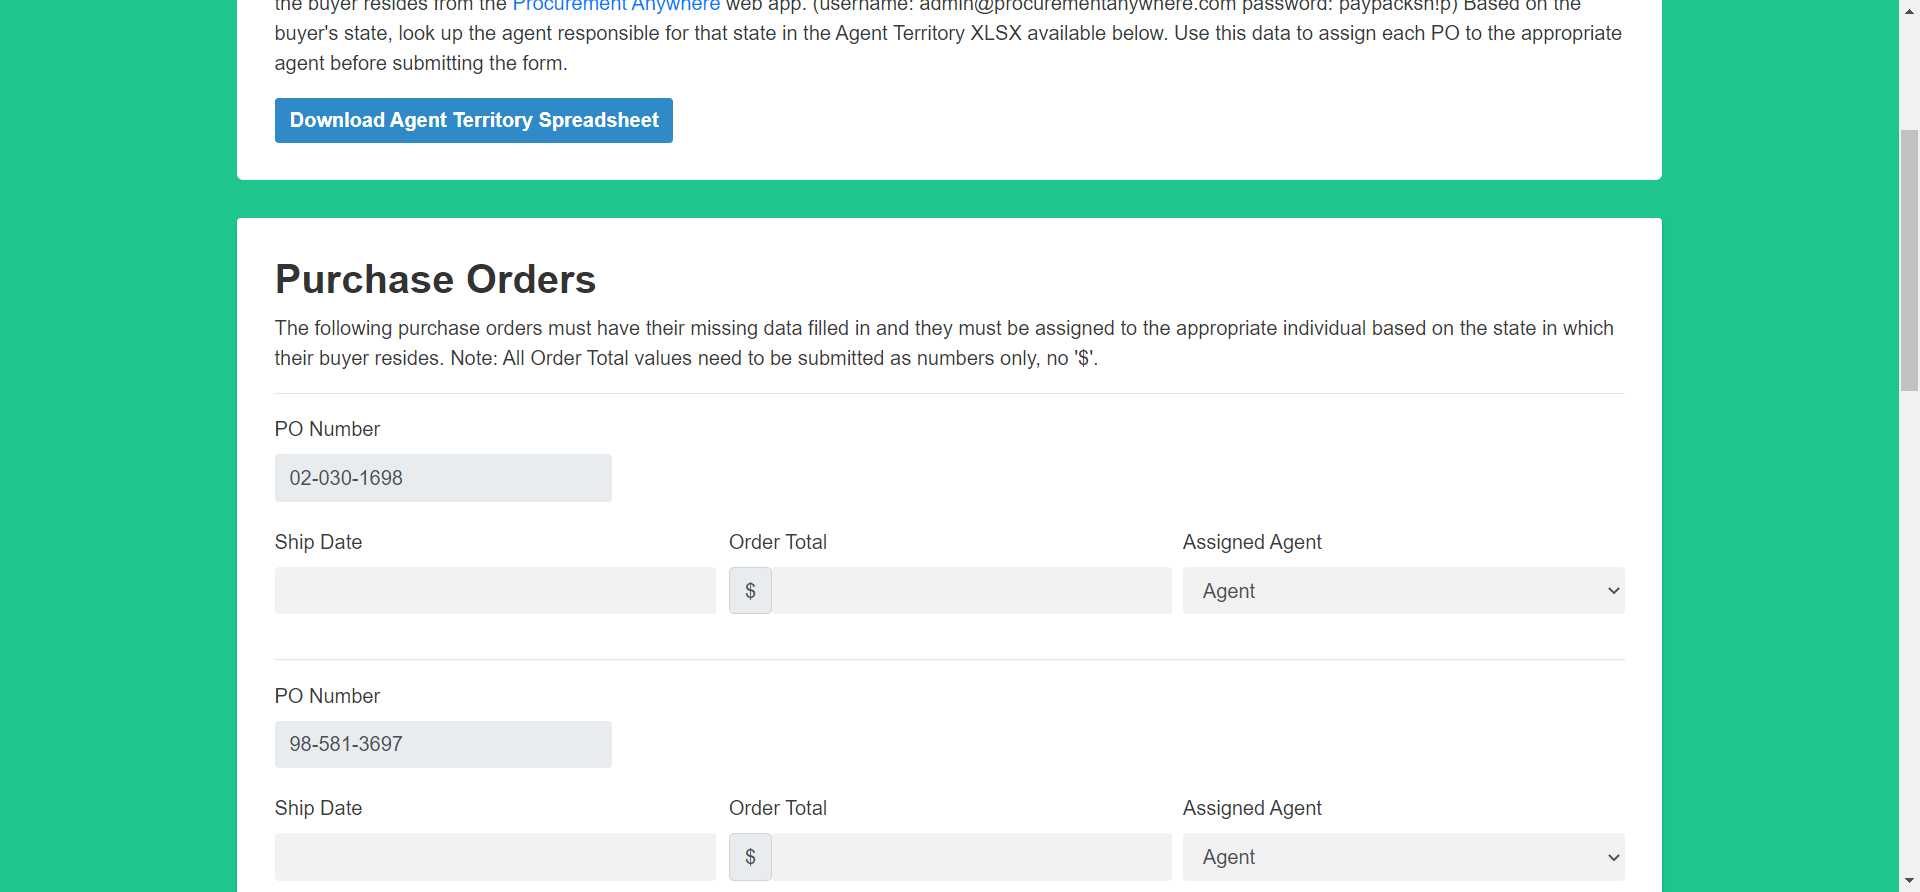 the buyer resides from the Procurement Anywhere web app. (username: admin@procurementanywhere.com password: paypacksh!p) Based on the
buyer's state, look up the agent responsible for that state in the Agent Territory XLSX available below. Use this data to assign each PO to the appropriate
agent before submitting the form.
Download Agent Territory Spreadsheet
Purchase Orders
The following purchase orders must have their missing data filled in and they must be assigned to the appropriate individual based on the state in which
their buyer resides. Note: All Order Total values need to be submitted as numbers only, no '$'.
PO Number
02-030-1698
Ship Date Order Total Assigned Agent
$ Agent
PO Number
98-581-3697
Ship Date Order Total Assigned Agent
$ Agent